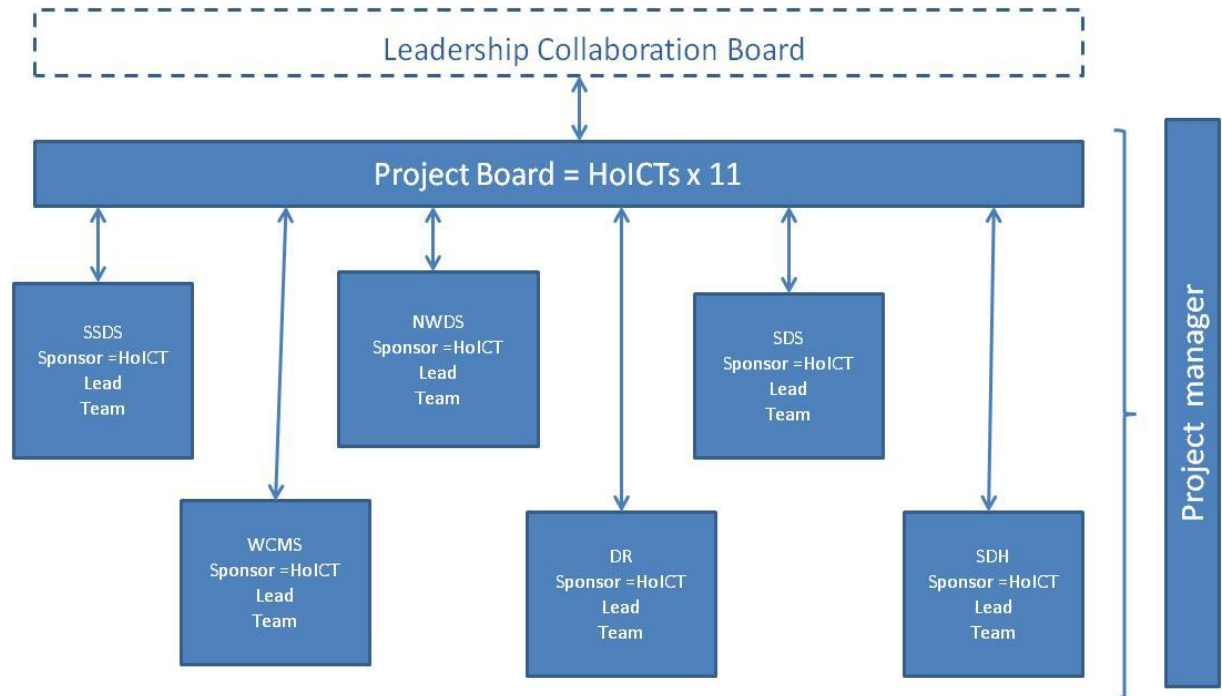 Leadership Collaboration Board
Project Board = HoICTs x 11
SSDS
Sponsor =HoICT
Lead
Team
NWDS
Sponsor =HoICT
Lead
Team
SDS
Sponsor =HoICT
Lead
Team
WCMS
Sponsor =HoICT
Lead
Team
DR
Sponsor =HoICT
Lead
Team
SDH
Sponsor =HoICT
Lead
Team
Project manager